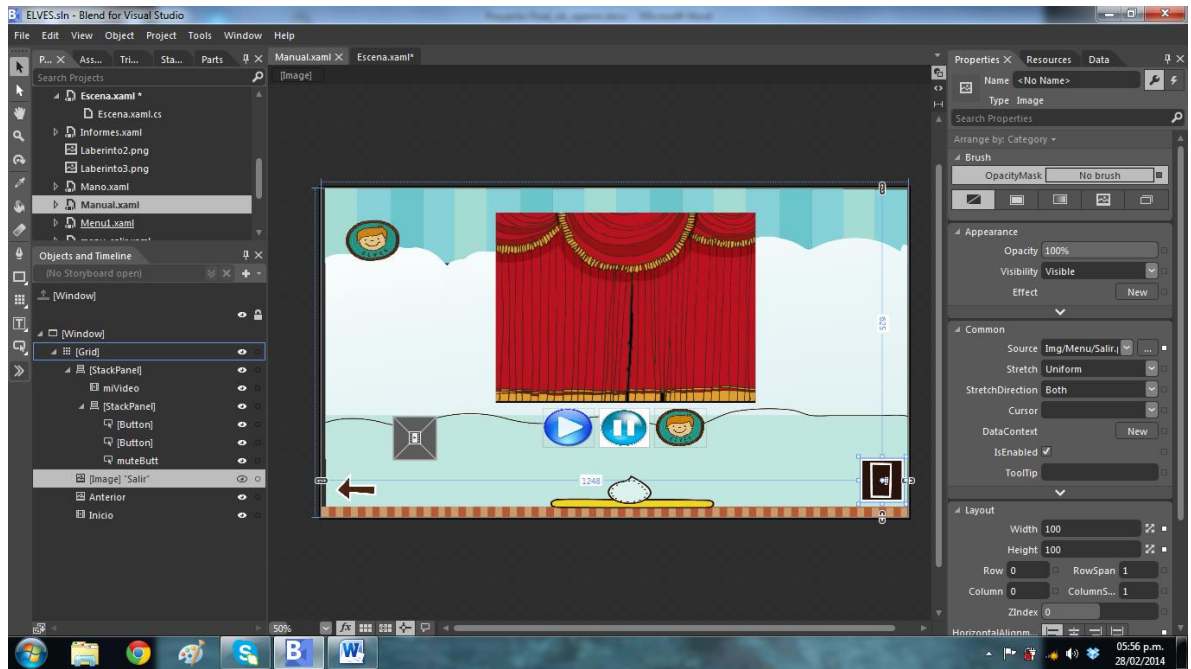 ELVES.sln - Blend for Visual Studio
File Edit View Object Project Tools Window Help
P... Ass... Tri... Sta... Parts
Search Projects
Escena.xaml *
Escena.xaml.cs
Informes.xaml
Laberinto2.png
Laberinto3.png
Mano.xaml
Manual.xaml
Menu1.xaml
Objects and Timeline
(No Storyboard open)
[Window]
[Window]
[Grid]
[StackPanel]
miVideo
[StackPanel]
[Button]
[Button]
muteButt
[Image] "Salir"
Anterior
Inicio
Manual.xaml Escena.xaml*
[Image]
ELVES
625
ELVES
1248
50% fx
Properties Resources Data
Name <No Name>
Type Image
Search Properties
Arrange by: Category
Brush
OpacityMask No brush
Appearance
Opacity 100%
Visibility Visible
Effect New
Common
Source Img/Menu/Salir.
Stretch Uniform
StretchDirection Both
Cursor
DataContext New
IsEnabled
ToolTip
Layout
Width 100
Height 100
Row 0 RowSpan 1
Column 0 ColumnS... 1
ZIndex 0
HorizontalAlignm...
05:56 p.m.
28/02/2014